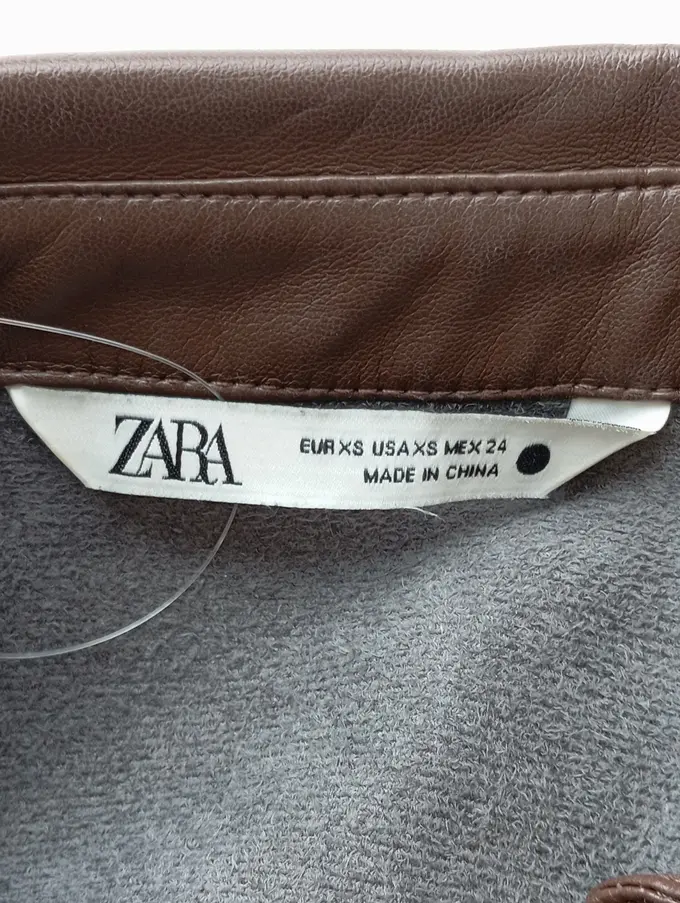 ZARA
EUR XS USA XS MEX 24
MADE IN CHINA